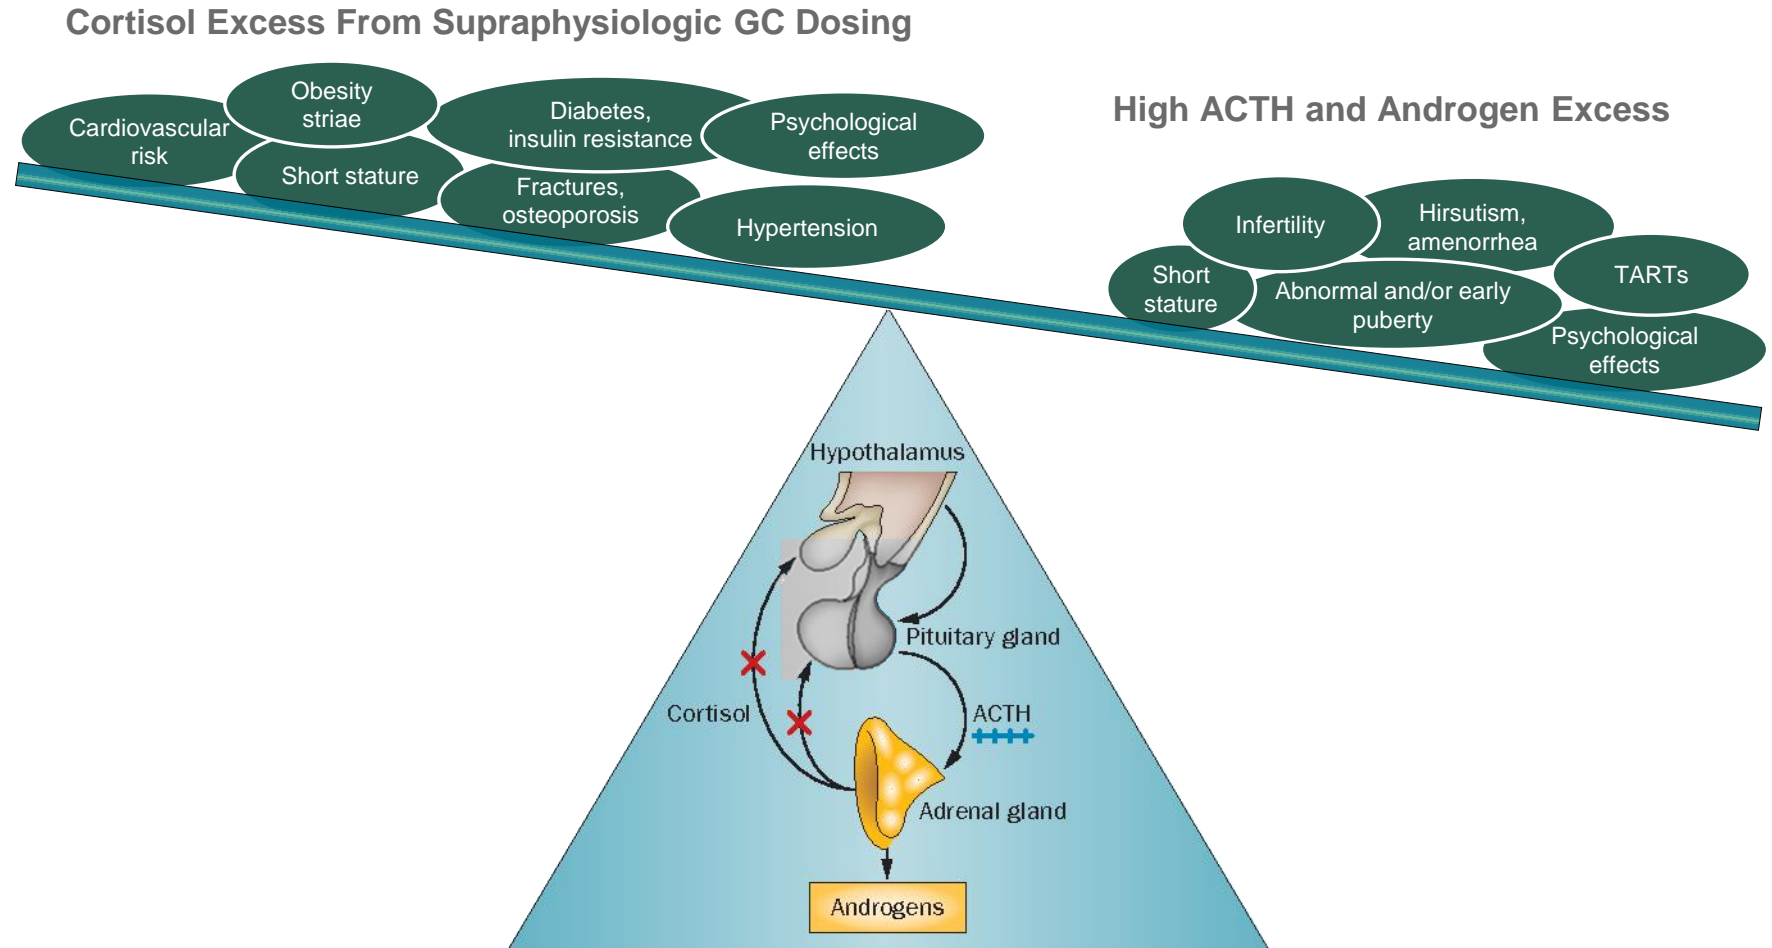 Cortisol Excess From Supraphysiologic GC Dosing
Cardiovascular
risk
Obesity
striae
Short stature
Diabetes,
insulin resistance
Fractures,
osteoporosis
Psychological
effects
Hypertension
High ACTH and Androgen Excess
Short
stature
Infertility
Hirsutism,
amenorrhea
Abnormal and/or early
puberty
TARTs
Psychological
effects
Hypothalamus
Pituitary gland
Cortisol
ACTH
Adrenal gland
Androgens